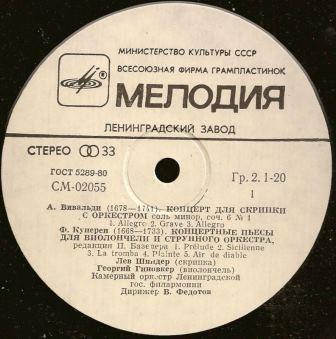 МИНИСТЕРСТВО КУЛЬТУРЫ СССР
ВСЕСОЮЗНАЯ ФИРМА ГРАМПЛАСТИНОК
МЕЛОДИЯ
ЛЕНИНГРАДСКИЙ ЗАВОД
СТЕРЕО 33
ГОСТ 5289-80
СМ-02055
Гр. 2. 1-20
1
А. Вивальди (1678—1741). КОНЦЕРТ ДЛЯ СКРИПКИ
С ОРКЕСТРОМ соль минор, соч. 6 № 1
1. Allegro 2. Grave 3. Allegro
Ф. Куперен (1668—1733). КОНЦЕРТНЫЕ ПЬЕСЫ
ДЛЯ ВИОЛОНЧЕЛИ И СТРУННОГО ОРКЕСТРА,
редакция П. Базелера 1. Prélude 2. Sicilienne
3. La tromba 4. Plainte 5. Air de diable
Лев Шиндер (скрипка)
Георгий Гиновкер (виолончель)
Камерный оркестр Ленинградской
гос. филармонии
Дирижер В. Федотов